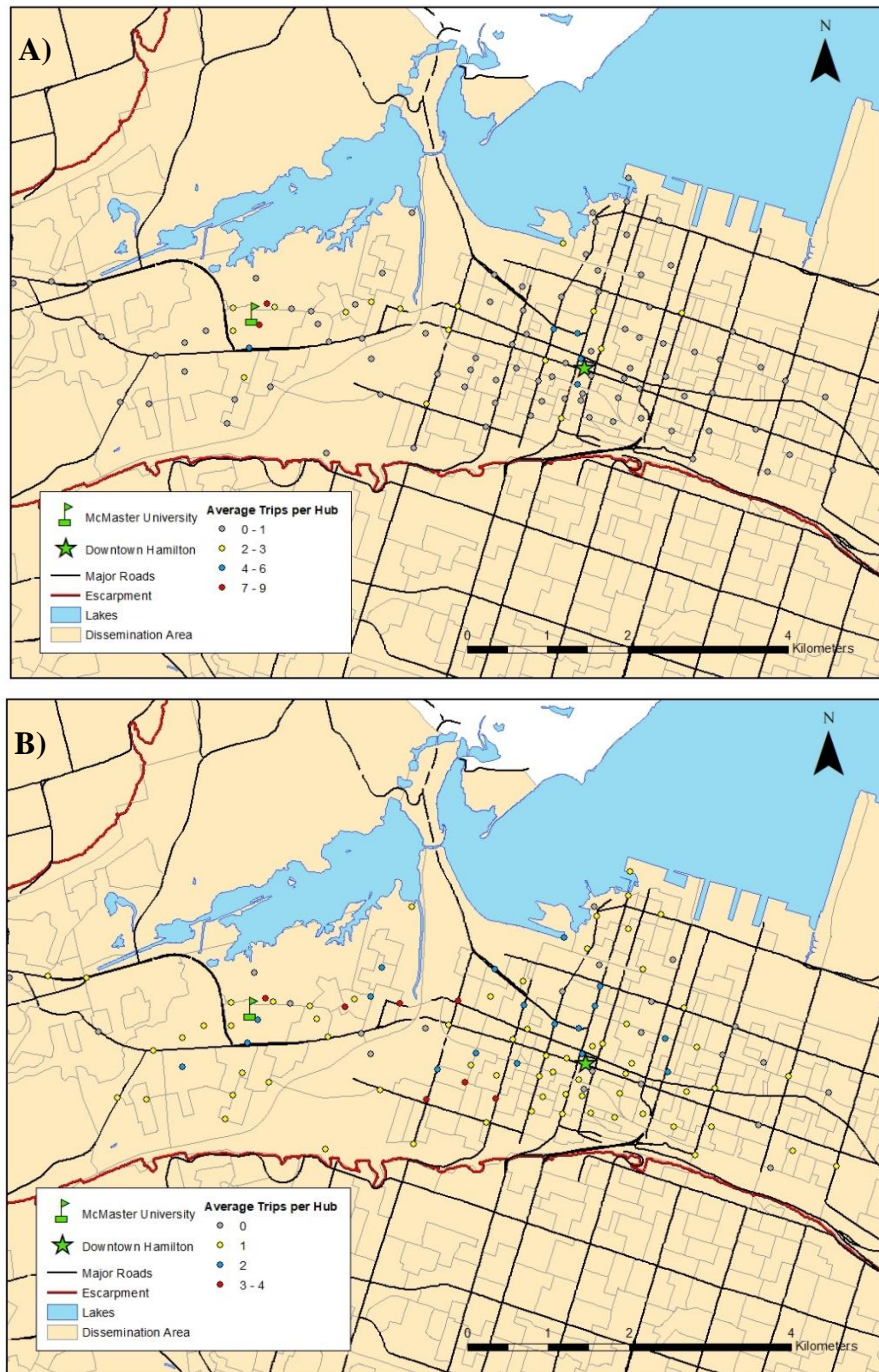 A)
N
McMaster University
Downtown Hamilton
Major Roads
Escarpment
Lakes
Dissemination Area
Average Trips per Hub
0 - 1
2 - 3
4 - 6
7 - 9
0 1 2 4
Kilometers
B)
N
McMaster University
Downtown Hamilton
Major Roads
Escarpment
Lakes
Dissemination Area
Average Trips per Hub
0
1
2
3 - 4
0 1 2 4
Kilometers